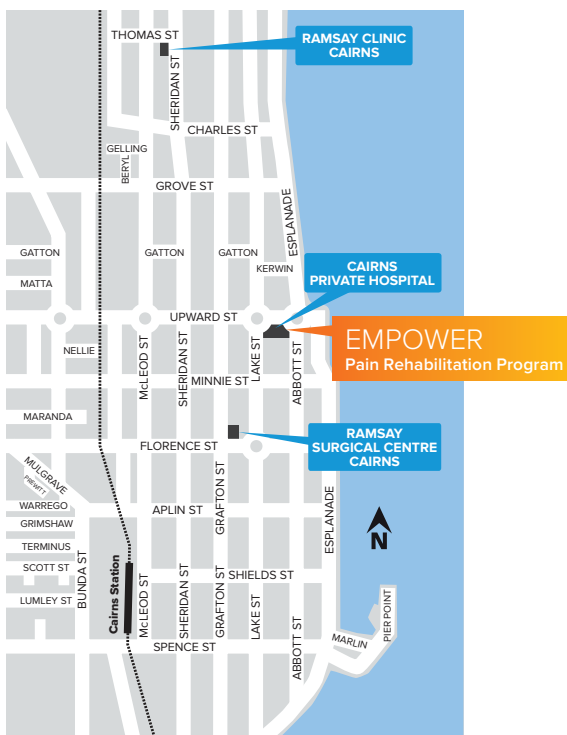 THOMAS ST
RAMSAY CLINIC
CAIRNS
SHERIDAN ST
CHARLES ST
GELLING
BERYL
GROVE ST
ESPLANADE
GATTON
GATTON
GATTON
KERWIN
MATTA
CAIRNS
PRIVATE HOSPITAL
UPWARD ST
EMPOWER
Pain Rehabilitation Program
NELLIE
McLEOD ST
SHERIDAN ST
LAKE ST
ABBOTT ST
MINNIE ST
MARANDA
FLORENCE ST
RAMSAY
SURGICAL CENTRE
CAIRNS
MULGRAVE
PREWITT
WARREGO
GRIMSHAW
TERMINUS
SCOTT ST
LUMLEY ST
BUNDA ST
APLIN ST
GRAFTON ST
ESPLANADE
N
Cairns Station
McLEOD ST
SHERIDAN ST
GRAFTON ST
SHIELDS ST
LAKE ST
ABBOTT ST
SPENCE ST
MARLIN
PIER POINT